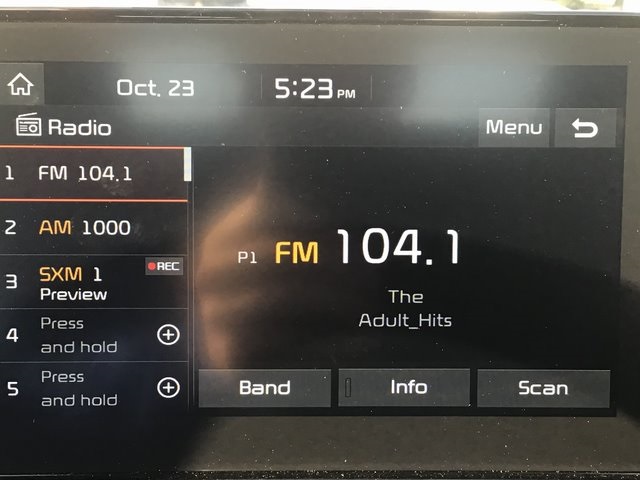 Oct. 23
5:23 PM
Radio
Menu
1 FM 104.1
2 AM 1000
3 SXM 1
REC
Preview
4 Press
and hold
5 Press
and hold
P1 FM 104.1
The
Adult_Hits
Band
Info
Scan